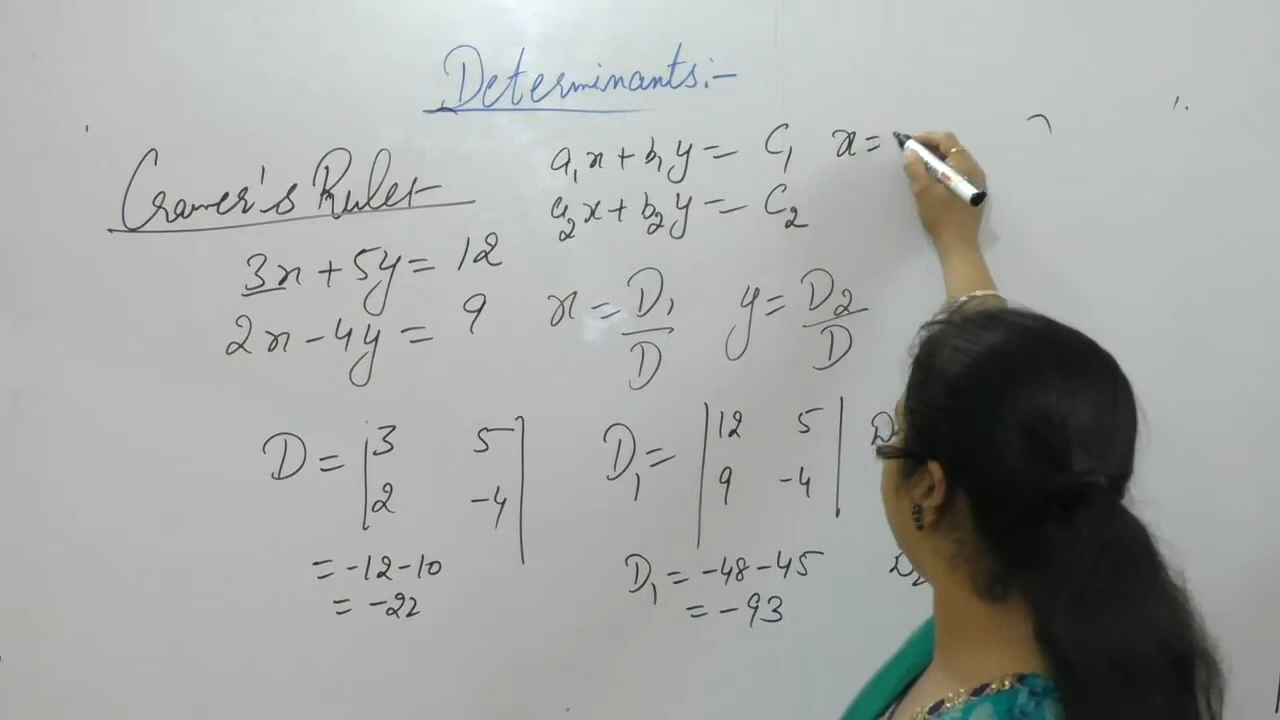 Determinants:-
Cramer's Rule:-
a₁x + b₁y = C₁
a₂x + b₂y = C₂
x =
3x + 5y = 12
2x - 4y = 9
x = D₁/D
y = D₂/D
D = |3 5|
|2 -4|
= -12-10
= -22
D₁ = |12 5|
|9 -4|
D₁ = -48-45
= -93
D
D₂